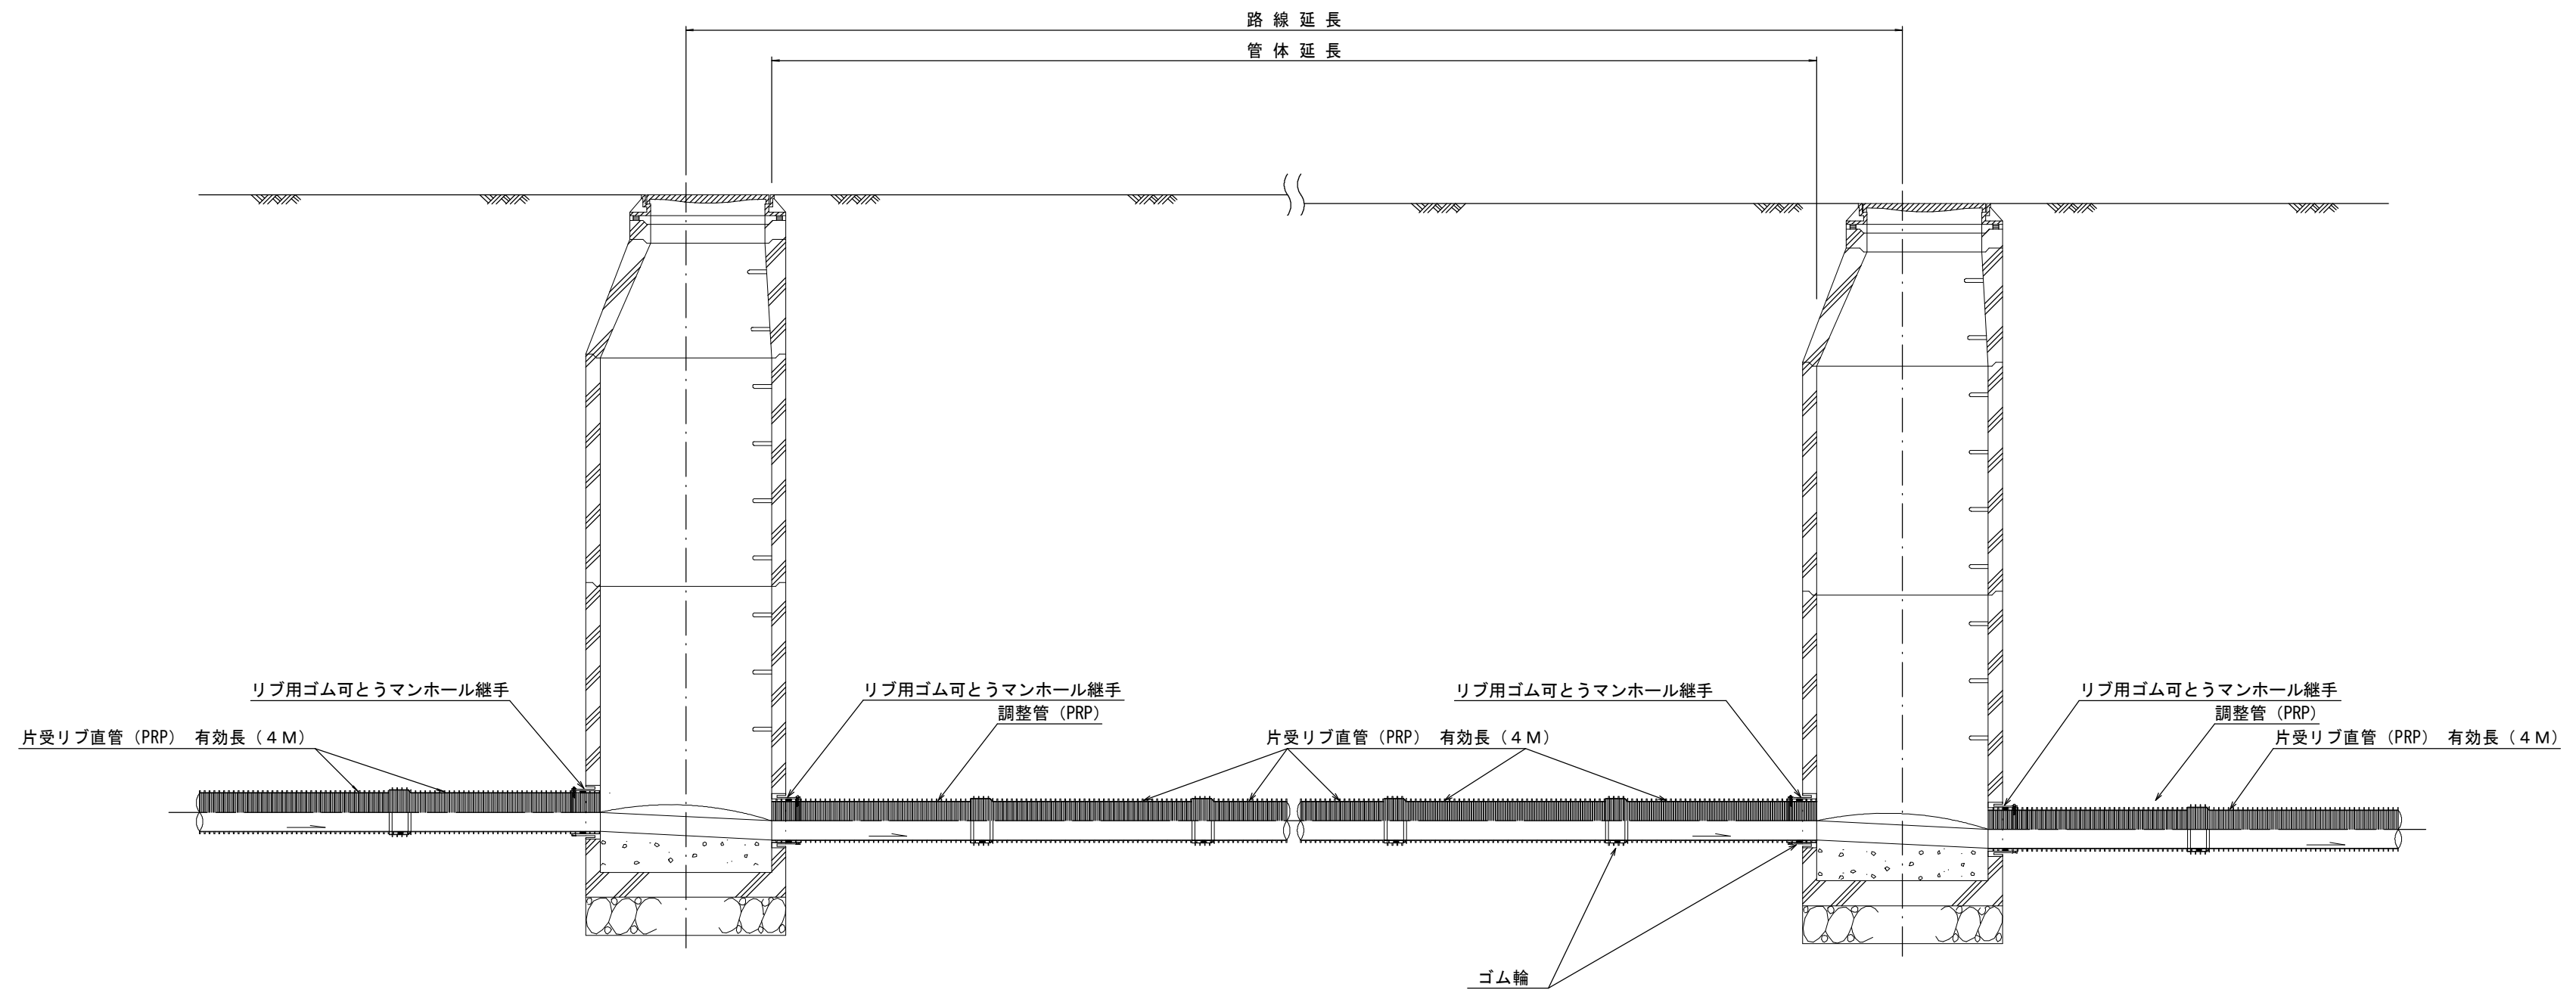 路線延長
管体延長
リブ用ゴム可とうマンホール継手
リブ用ゴム可とうマンホール継手
リブ用ゴム可とうマンホール継手
リブ用ゴム可とうマンホール継手
調整管（PRP）
調整管（PRP）
片受リブ直管（PRP） 有効長（４Ｍ）
片受リブ直管（PRP） 有効長（４Ｍ）
片受リブ直管（PRP） 有効長（４Ｍ）
ゴム輪